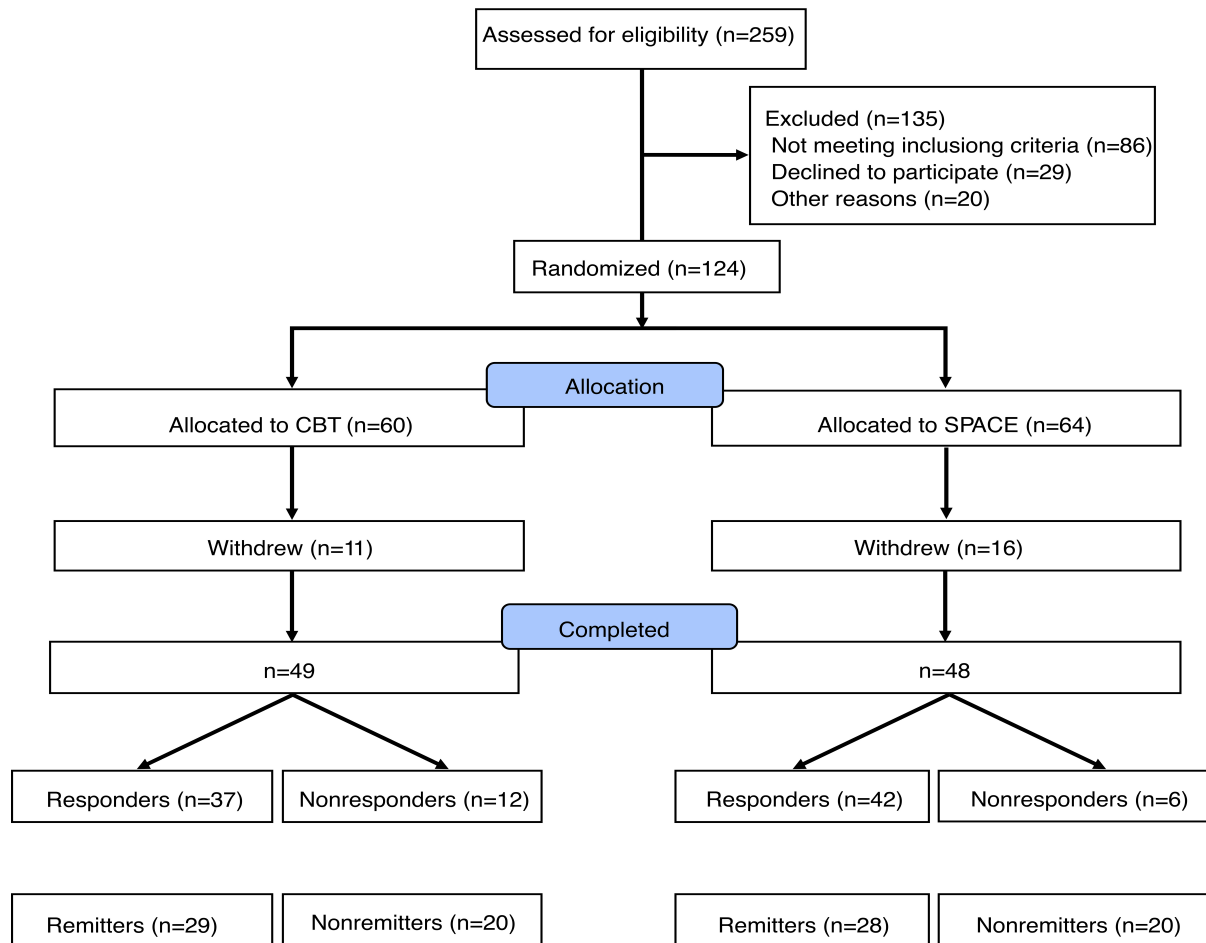 Assessed for eligibility (n=259)
Excluded (n=135)
Not meeting inclusiong criteria (n=86)
Declined to participate (n=29)
Other reasons (n=20)
Randomized (n=124)
Allocation
Allocated to CBT (n=60)
Allocated to SPACE (n=64)
Withdrew (n=11)
Withdrew (n=16)
Completed
n=49
n=48
Responders (n=37)
Nonresponders (n=12)
Responders (n=42)
Nonresponders (n=6)
Remitters (n=29)
Nonremitters (n=20)
Remitters (n=28)
Nonremitters (n=20)